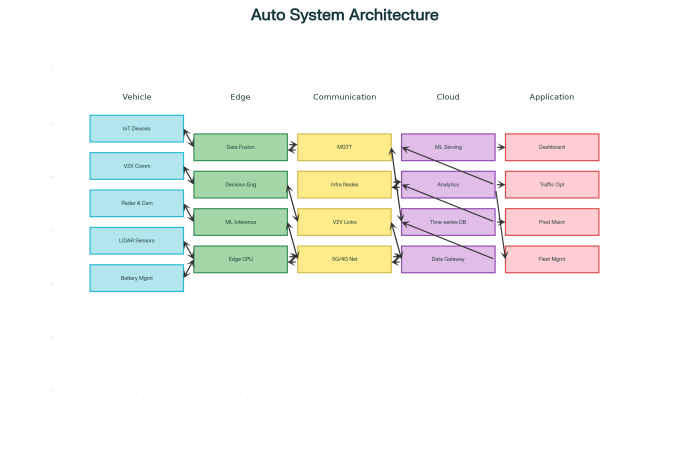 Auto System Architecture
Vehicle
Edge
Communication
Cloud
Application
IoT Devices
V2X Comm
Radar & Cam
LiDAR Sensors
Battery Mgmt
Data Fusion
Decision Eng
ML Inference
Edge CPU
MQTT
Infra Nodes
V2V Links
5G/4G Net
ML Serving
Analytics
Time-series DB
Data Gateway
Dashboard
Traffic Opt
Pred Maint
Fleet Mgmt